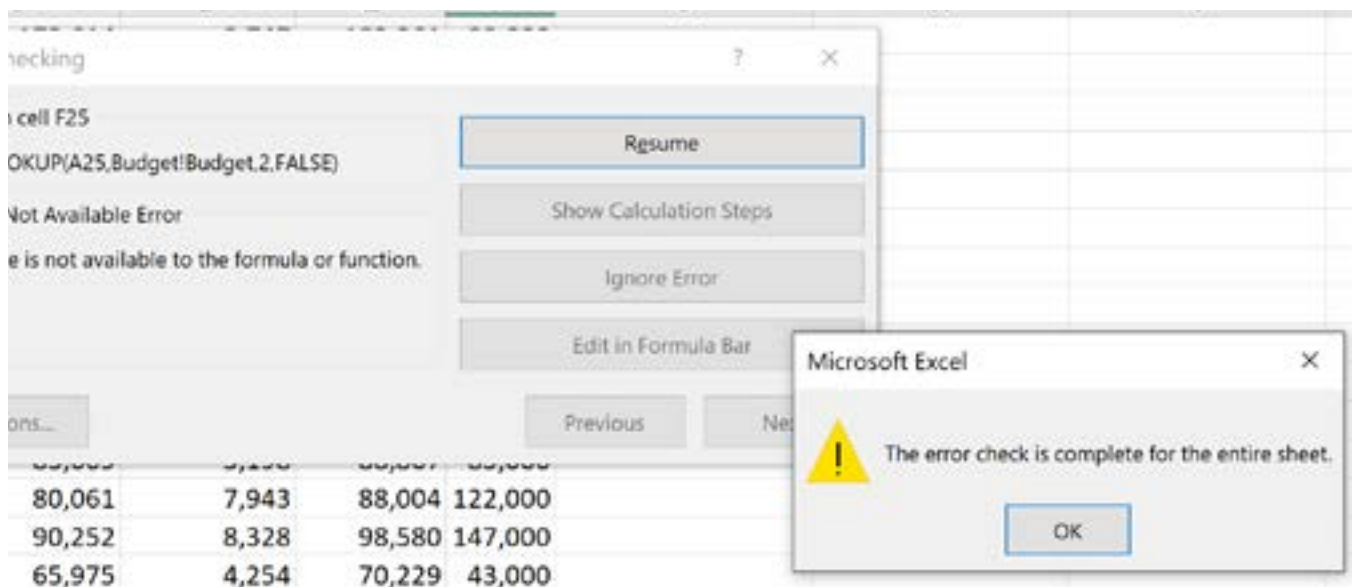 hecking ? ×
cell F25
OKUP(A25,Budget!Budget,2,FALSE)
Not Available Error
e is not available to the formula or function.
Resume
Show Calculation Steps
Ignore Error
Edit in Formula Bar
ons...
Previous
Ne
Microsoft Excel ×
!
The error check is complete for the entire sheet.
OK
80,061 7,943 88,004 122,000
90,252 8,328 98,580 147,000
65,975 4,254 70,229 43,000